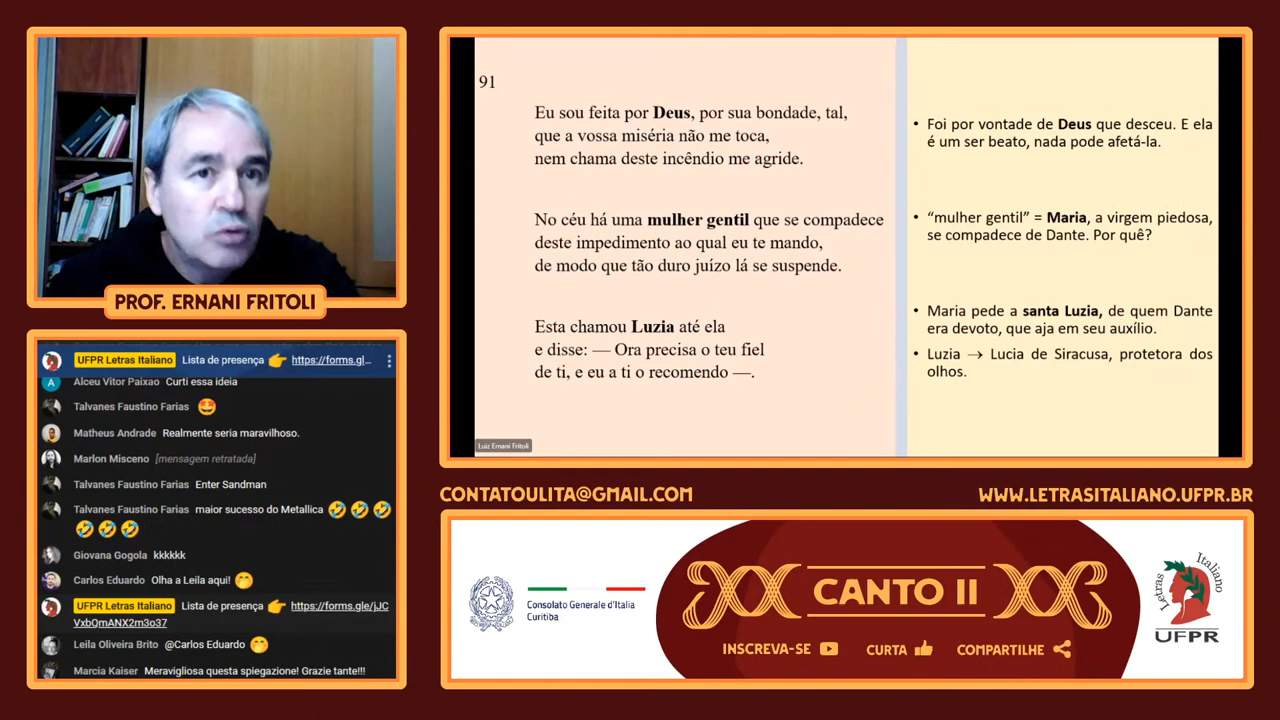 PROF. ERNANI FRITOLI
UFPR Letras Italiano Lista de presença 👉 https://forms.gl…
A Alceu Vitor Paixao Curti essa ideia
Talvanes Faustino Farias 🤩
Matheus Andrade Realmente seria maravilhoso.
Marlon Misceno [mensagem retratada]
Talvanes Faustino Farias Enter Sandman
Talvanes Faustino Farias maior sucesso do Metallica 🤣 🤣 🤣
🤣 🤣 🤣
Giovana Gogola kkkkkk
Carlos Eduardo Olha a Leila aqui! 🤭
UFPR Letras Italiano Lista de presença 👉 https://forms.gle/jJC
VxbQmANX2m3o37
Leila Oliveira Brito @Carlos Eduardo 🤭
Marcia Kaiser Meravigliosa questa spiegazione! Grazie tante!!!
91
Eu sou feita por Deus, por sua bondade, tal,
que a vossa miséria não me toca,
nem chama deste incêndio me agride.
No céu há uma mulher gentil que se compadece
deste impedimento ao qual eu te mando,
de modo que tão duro juízo lá se suspende.
Esta chamou Luzia até ela
e disse: — Ora precisa o teu fiel
de ti, e eu a ti o recomendo —.
Luiz Ernani Fritoli
• Foi por vontade de Deus que desceu. E ela
é um ser beato, nada pode afetá-la.
• “mulher gentil” = Maria, a virgem piedosa,
se compadece de Dante. Por quê?
• Maria pede a santa Luzia, de quem Dante
era devoto, que aja em seu auxílio.
• Luzia → Lucia de Siracusa, protetora dos
olhos.
CONTATOULITA@GMAIL.COM
WWW.LETRASITALIANO.UFPR.BR
Consolato Generale d'Italia
Curitiba
CANTO II
INSCREVA-SE
CURTA
COMPARTILHE
Letras Italiano
UFPR